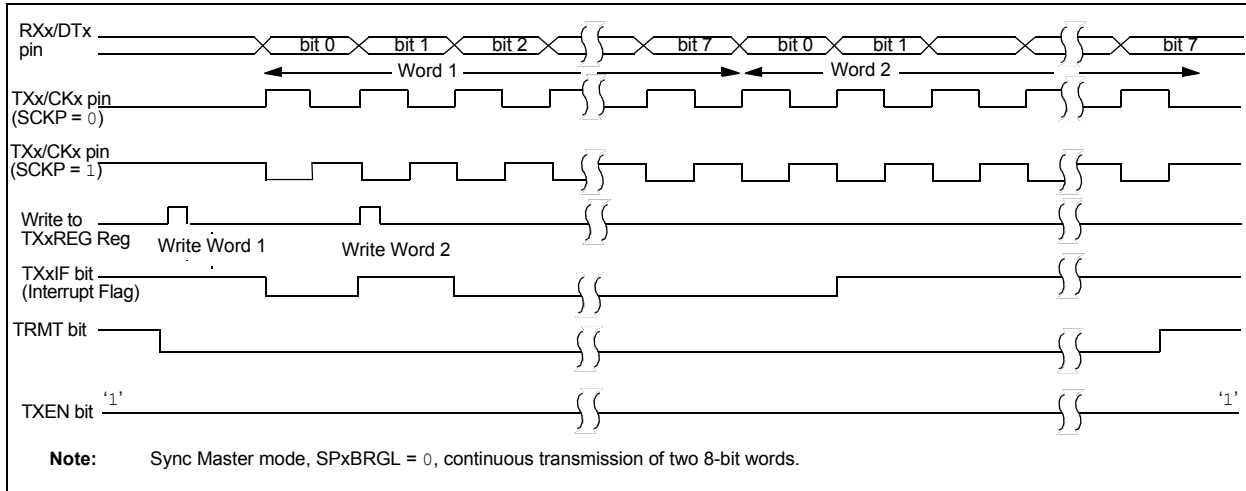 RXx/DTx
pin
bit 0 bit 1 bit 2 bit 7 bit 0 bit 1 bit 7
Word 1 Word 2
TXx/CKx pin
(SCKP = 0)
TXx/CKx pin
(SCKP = 1)
Write to
TXxREG Reg
Write Word 1 Write Word 2
TXxIF bit
(Interrupt Flag)
TRMT bit
TXEN bit ‘1’ ‘1’
Note: Sync Master mode, SPxBRGL = 0, continuous transmission of two 8-bit words.